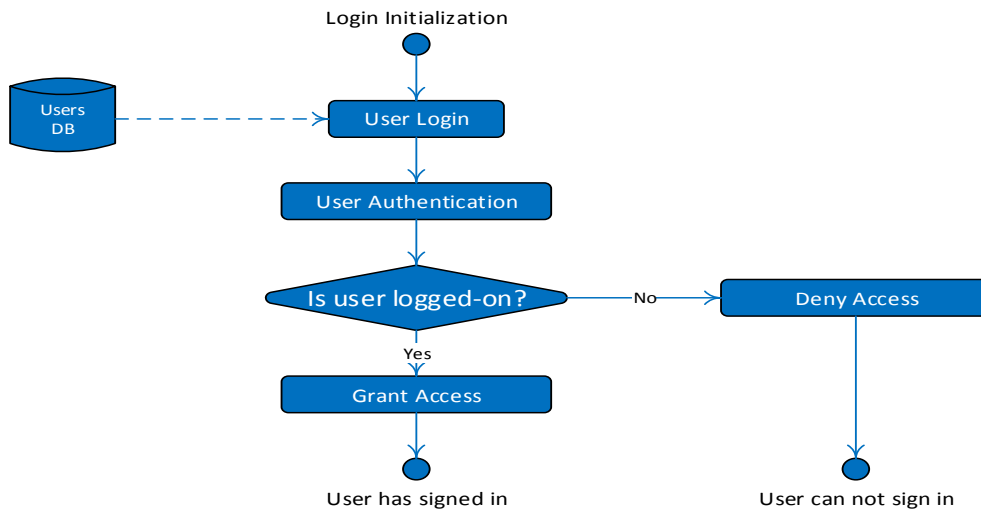 Login Initialization
Users
DB
User Login
User Authentication
Is user logged-on?
No
Deny Access
Yes
Grant Access
User has signed in
User can not sign in